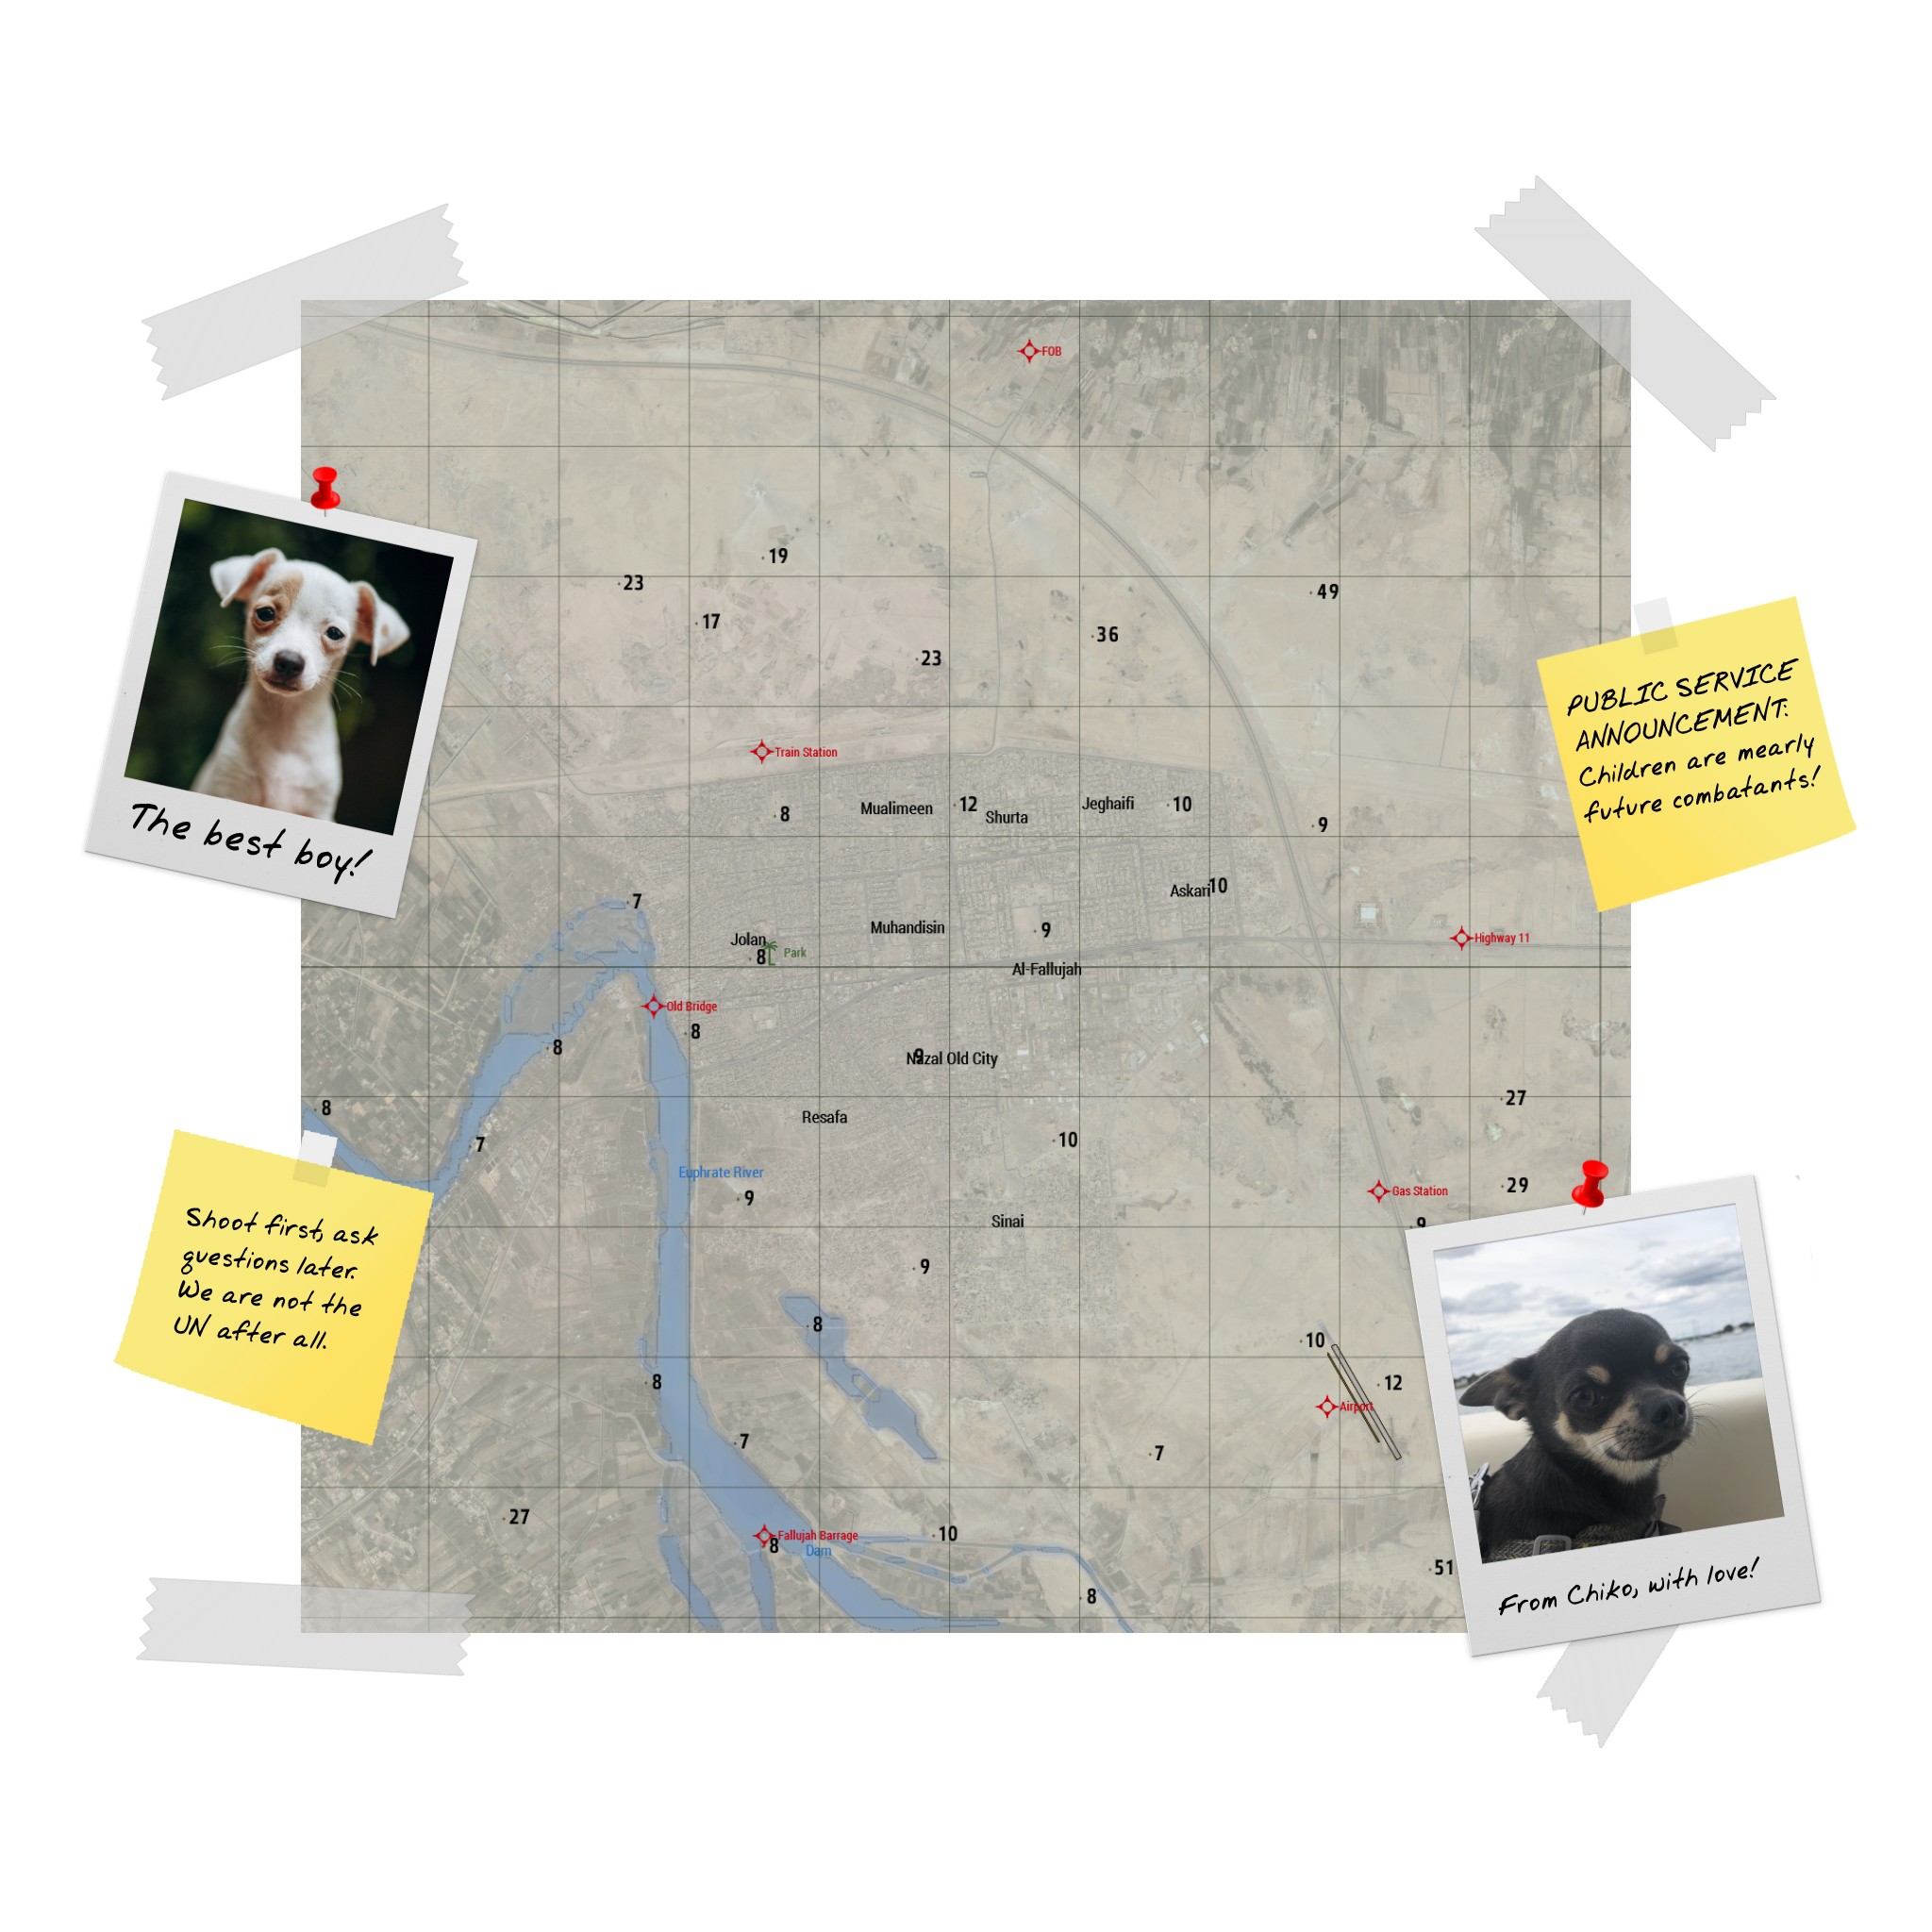 FOB
19
23
49
17
36
23
PUBLIC SERVICE
ANNOUNCEMENT:
Children are mearly
future combatants!
Train Station
Mualimeen
12
Jeghaifi
10
8
Shurta
9
The best boy!
Askari
10
7
Muhandisin
9
Jolan
Highway 11
8
Park
Al-Fallujah
Old Bridge
8
8
9
Nazal Old City
27
8
Resafa
10
7
Euphrate River
29
Gas Station
9
9
Sinai
Shoot first, ask
questions later.
We are not the
UN after all.
9
8
10
8
12
Airport
7
7
27
Fallujah Barrage
10
8
Dam
51
8
From Chiko, with love!